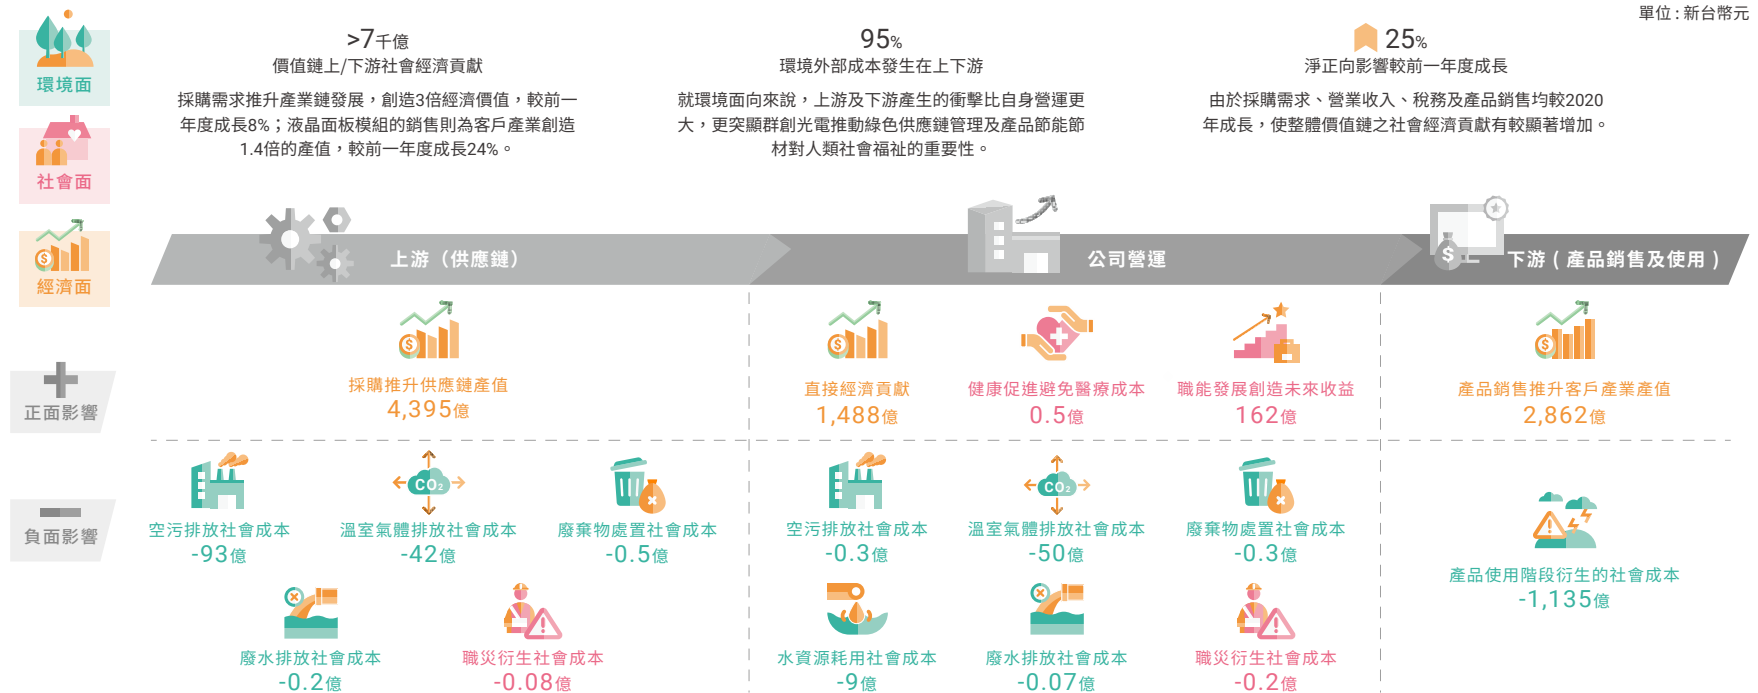 單位 : 新台幣元
環境面
社會面
經濟面
>7千億
價值鏈上/下游社會經濟貢獻
採購需求推升產業鏈發展，創造3倍經濟價值，較前一
年度成長8%；液晶面板模組的銷售則為客戶產業創造
1.4倍的產值，較前一年度成長24%。
95%
環境外部成本發生在上下游
就環境面向來說，上游及下游產生的衝擊比自身營運更
大，更突顯群創光電推動綠色供應鏈管理及產品節能節
材對人類社會福祉的重要性。
25%
淨正向影響較前一年度成長
由於採購需求、營業收入、稅務及產品銷售均較2020
年成長，使整體價值鏈之社會經濟貢獻有較顯著增加。
上游（供應鏈）
公司營運
下游 ( 產品銷售及使用 )
正面影響
採購推升供應鏈產值
4,395億
直接經濟貢獻
1,488億
健康促進避免醫療成本
0.5億
職能發展創造未來收益
162億
產品銷售推升客戶產業產值
2,862億
負面影響
空污排放社會成本
-93億
CO2
溫室氣體排放社會成本
-42億
廢棄物處置社會成本
-0.5億
廢水排放社會成本
-0.2億
職災衍生社會成本
-0.08億
空污排放社會成本
-0.3億
CO2
溫室氣體排放社會成本
-50億
廢棄物處置社會成本
-0.3億
水資源耗用社會成本
-9億
廢水排放社會成本
-0.07億
職災衍生社會成本
-0.2億
產品使用階段衍生的社會成本
-1,135億